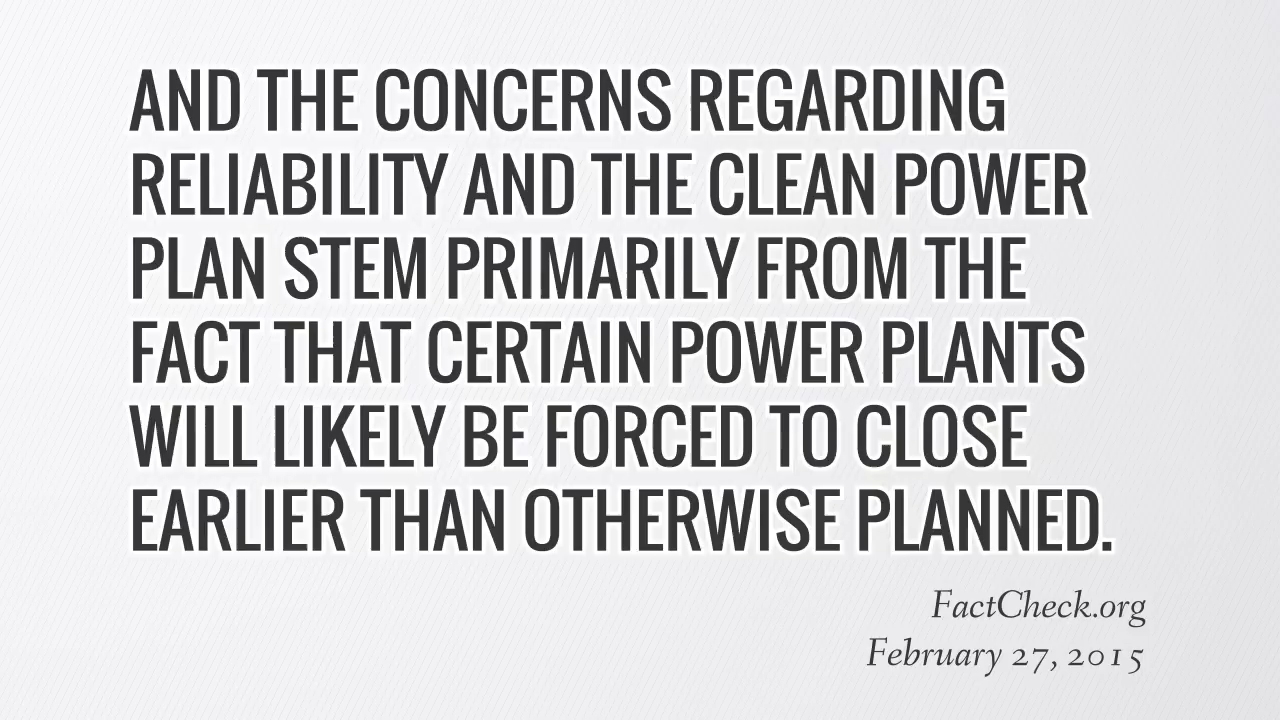 AND THE CONCERNS REGARDING
RELIABILITY AND THE CLEAN POWER
PLAN STEM PRIMARILY FROM THE
FACT THAT CERTAIN POWER PLANTS
WILL LIKELY BE FORCED TO CLOSE
EARLIER THAN OTHERWISE PLANNED.
FactCheck.org
February 27, 2015